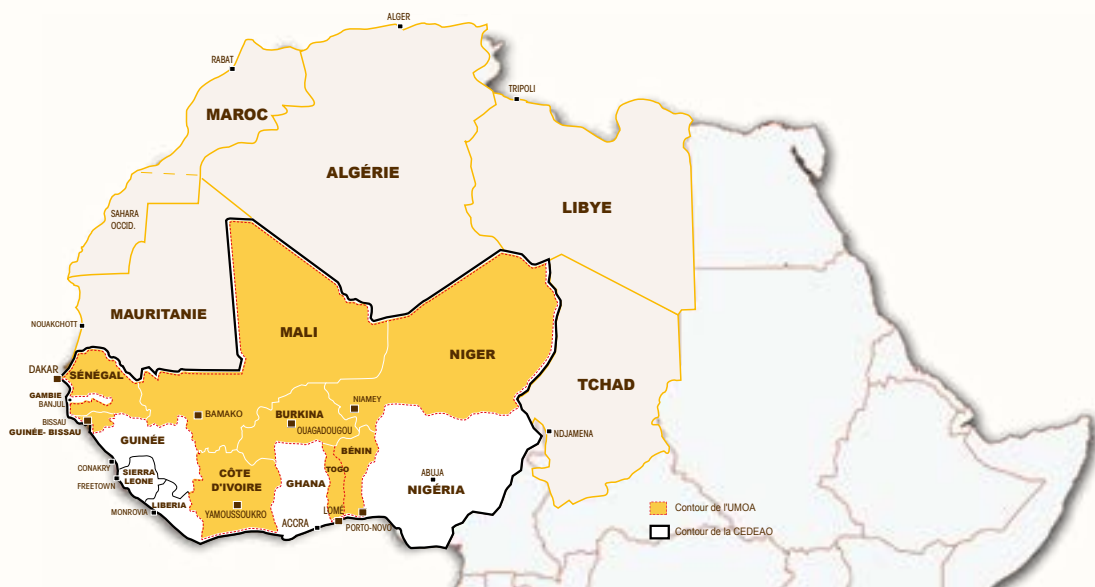 ALGER
RABAT
TRIPOLI
MAROC
ALGÉRIE
LIBYE
SAHARA
OCCID.
MAURITANIE
NOUAKCHOTT
MALI
NIGER
TCHAD
DAKAR
SÉNÉGAL
GAMBIE
BANJUL
BISSAU
GUINÉE- BISSAU
BAMAKO
BURKINA
OUAGADOUGOU
NIAMEY
NDJAMENA
GUINÉE
CONAKRY
SIERRA
LEONE
FREETOWN
LIBERIA
MONROVIA
CÔTE
D'IVOIRE
YAMOUSSOUKRO
GHANA
ACCRA
TOGO
LOMÉ
BÉNIN
PORTO-NOVO
ABUJA
NIGÉRIA
Contour de l'UMOA
Contour de la CEDEAO